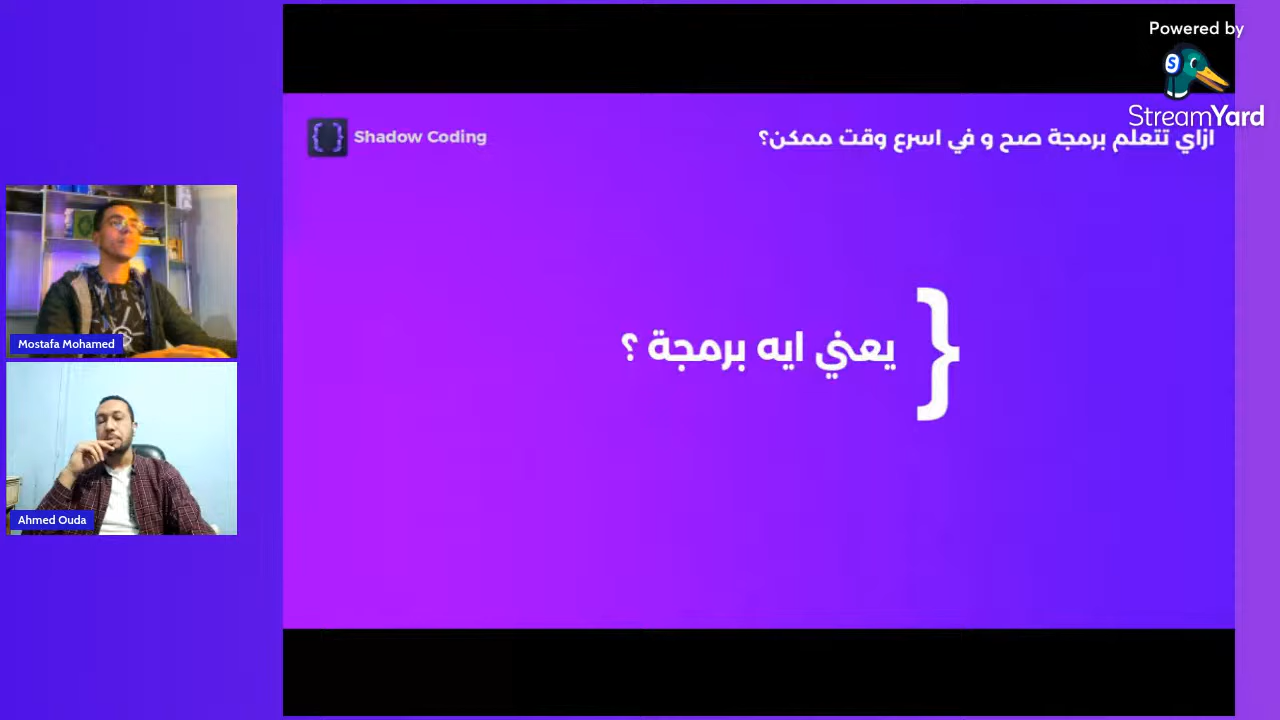 Powered by
StreamYard
Shadow Coding
ازاي تتعلم برمجة صح و في اسرع وقت ممكن؟
يعني ايه برمجة ؟
Mostafa Mohamed
Ahmed Ouda